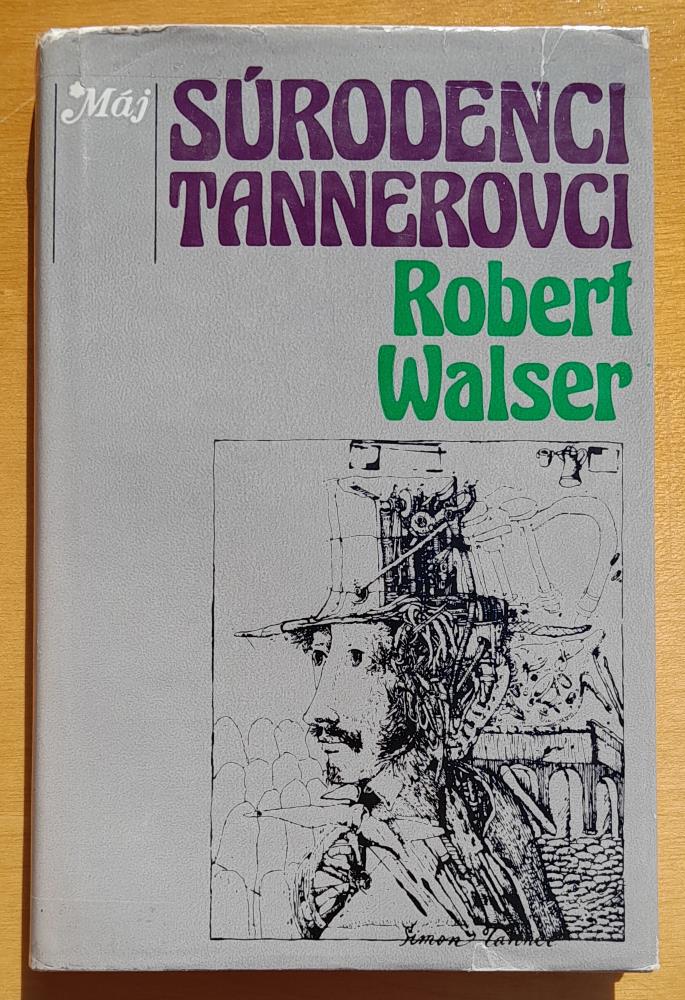 Máj
SÚRODENCI
TANNEROVCI
Robert
Walser
Simon Tanner